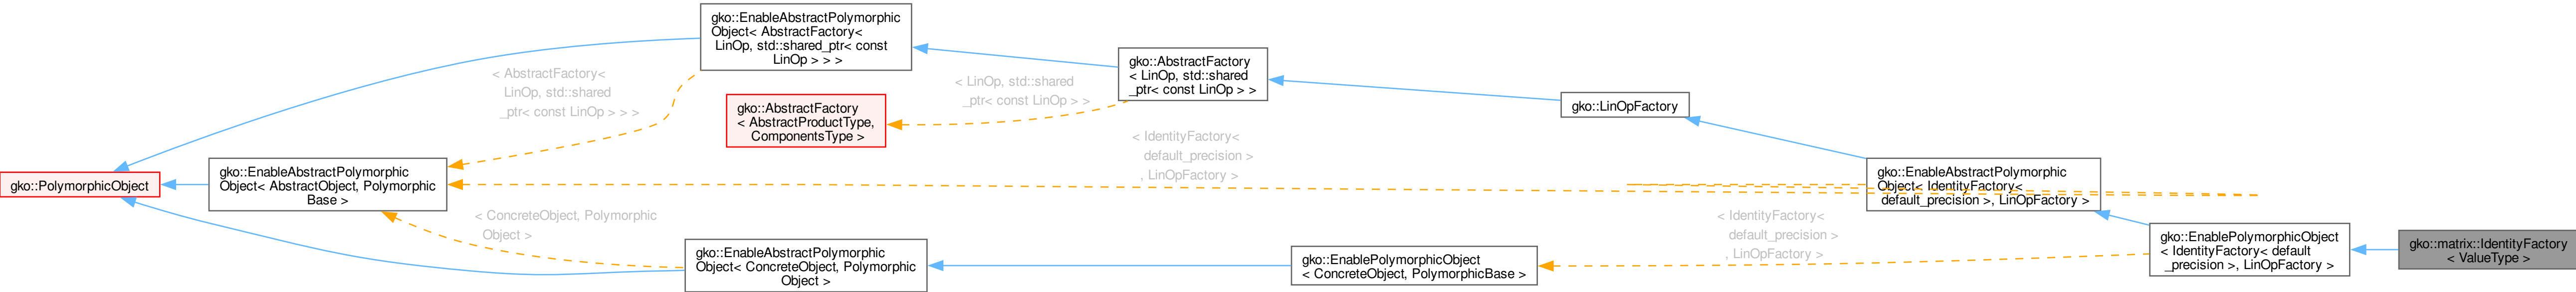 gko::PolymorphicObject
gko::EnableAbstractPolymorphic
Object< AbstractFactory<
LinOp, std::shared_ptr< const
LinOp > > >
< AbstractFactory<
LinOp, std::shared
_ptr< const LinOp > > >
gko::AbstractFactory
< AbstractProductType,
ComponentsType >
gko::EnableAbstractPolymorphic
Object< AbstractObject, Polymorphic
Base >
< ConcreteObject, Polymorphic
Object >
gko::EnableAbstractPolymorphic
Object< ConcreteObject, Polymorphic
Object >
< LinOp, std::shared
_ptr< const LinOp > >
gko::AbstractFactory
< LinOp, std::shared
_ptr< const LinOp > >
< IdentityFactory<
default_precision >
, LinOpFactory >
gko::EnablePolymorphicObject
< ConcreteObject, PolymorphicBase >
gko::LinOpFactory
< IdentityFactory<
default_precision >
, LinOpFactory >
gko::EnableAbstractPolymorphic
Object< IdentityFactory<
default_precision >, LinOpFactory >
gko::EnablePolymorphicObject
< IdentityFactory< default
_precision >, LinOpFactory >
gko::matrix::IdentityFactory
< ValueType >